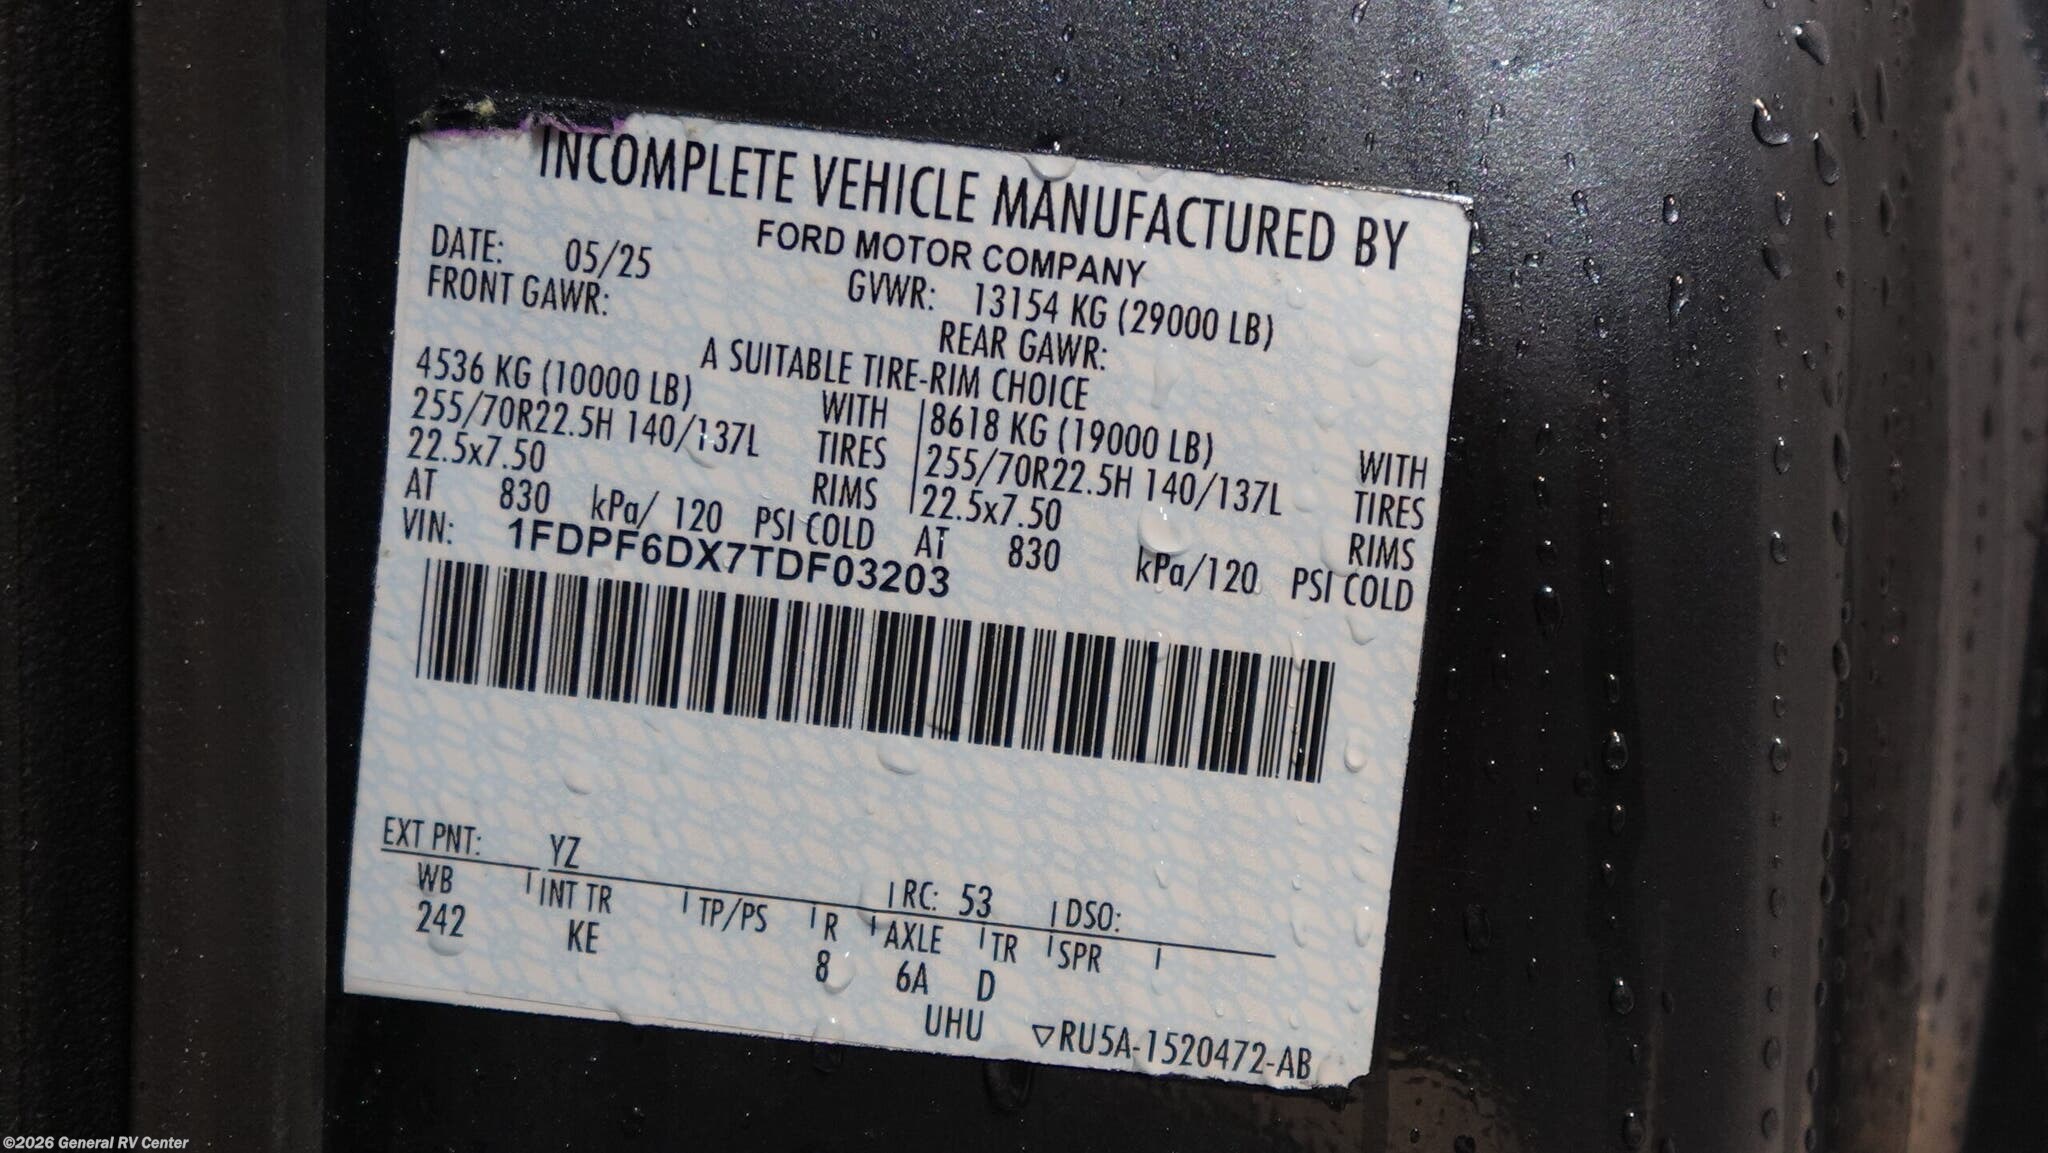 INCOMPLETE VEHICLE MANUFACTURED BY
FORD MOTOR COMPANY
DATE: 05/25 GVWR: 13154 KG (29000 LB)
FRONT GAWR: REAR GAWR:
A SUITABLE TIRE-RIM CHOICE
4536 KG (10000 LB) WITH 8618 KG (19000 LB) WITH
255/70R22.5H 140/137L TIRES 255/70R22.5H 140/137L TIRES
22.5x7.50 RIMS 22.5x7.50 RIMS
AT 830 kPa/ 120 PSI COLD AT 830 kPa/120 PSI COLD
VIN: 1FDPF6DX7TDF03203
EXT PNT: YZ RC: 53 DSO:
WB INT TR TP/PS R AXLE TR SPR
242 KE 8 6A D
UHU ▽RU5A-1520472-AB
©2026 General RV Center